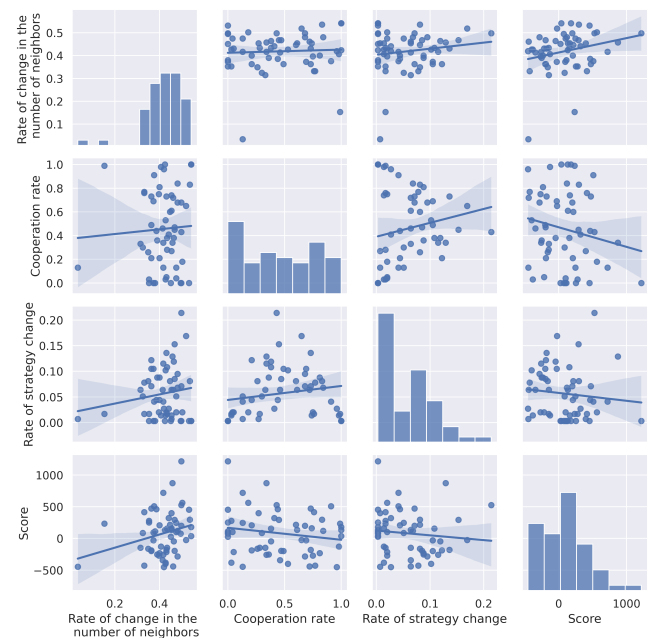 Rate of change in the
number of neighbors
0.5
0.4
0.3
0.2
0.1
Cooperation rate
1.0
0.8
0.6
0.4
0.2
0.0
Rate of strategy change
0.20
0.15
0.10
0.05
0.00
Score
1000
500
0
−500
0.2 0.4
Rate of change in the
number of neighbors
0.0 0.5 1.0
Cooperation rate
0.0 0.1 0.2
Rate of strategy change
0 1000
Score